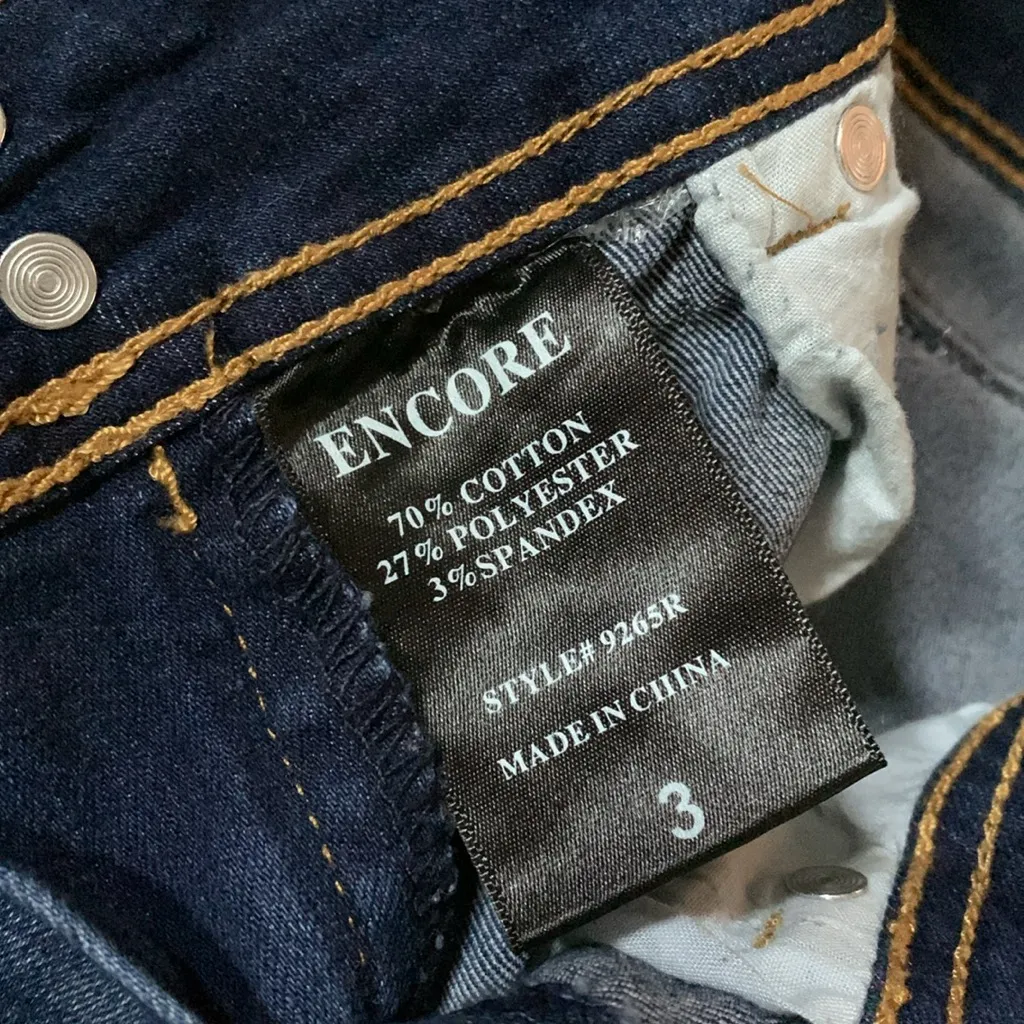 ENCORE
70% COTTON
27% POLYESTER
3%SPANDEX
STYLE# 9265R
MADE IN CHINA
3